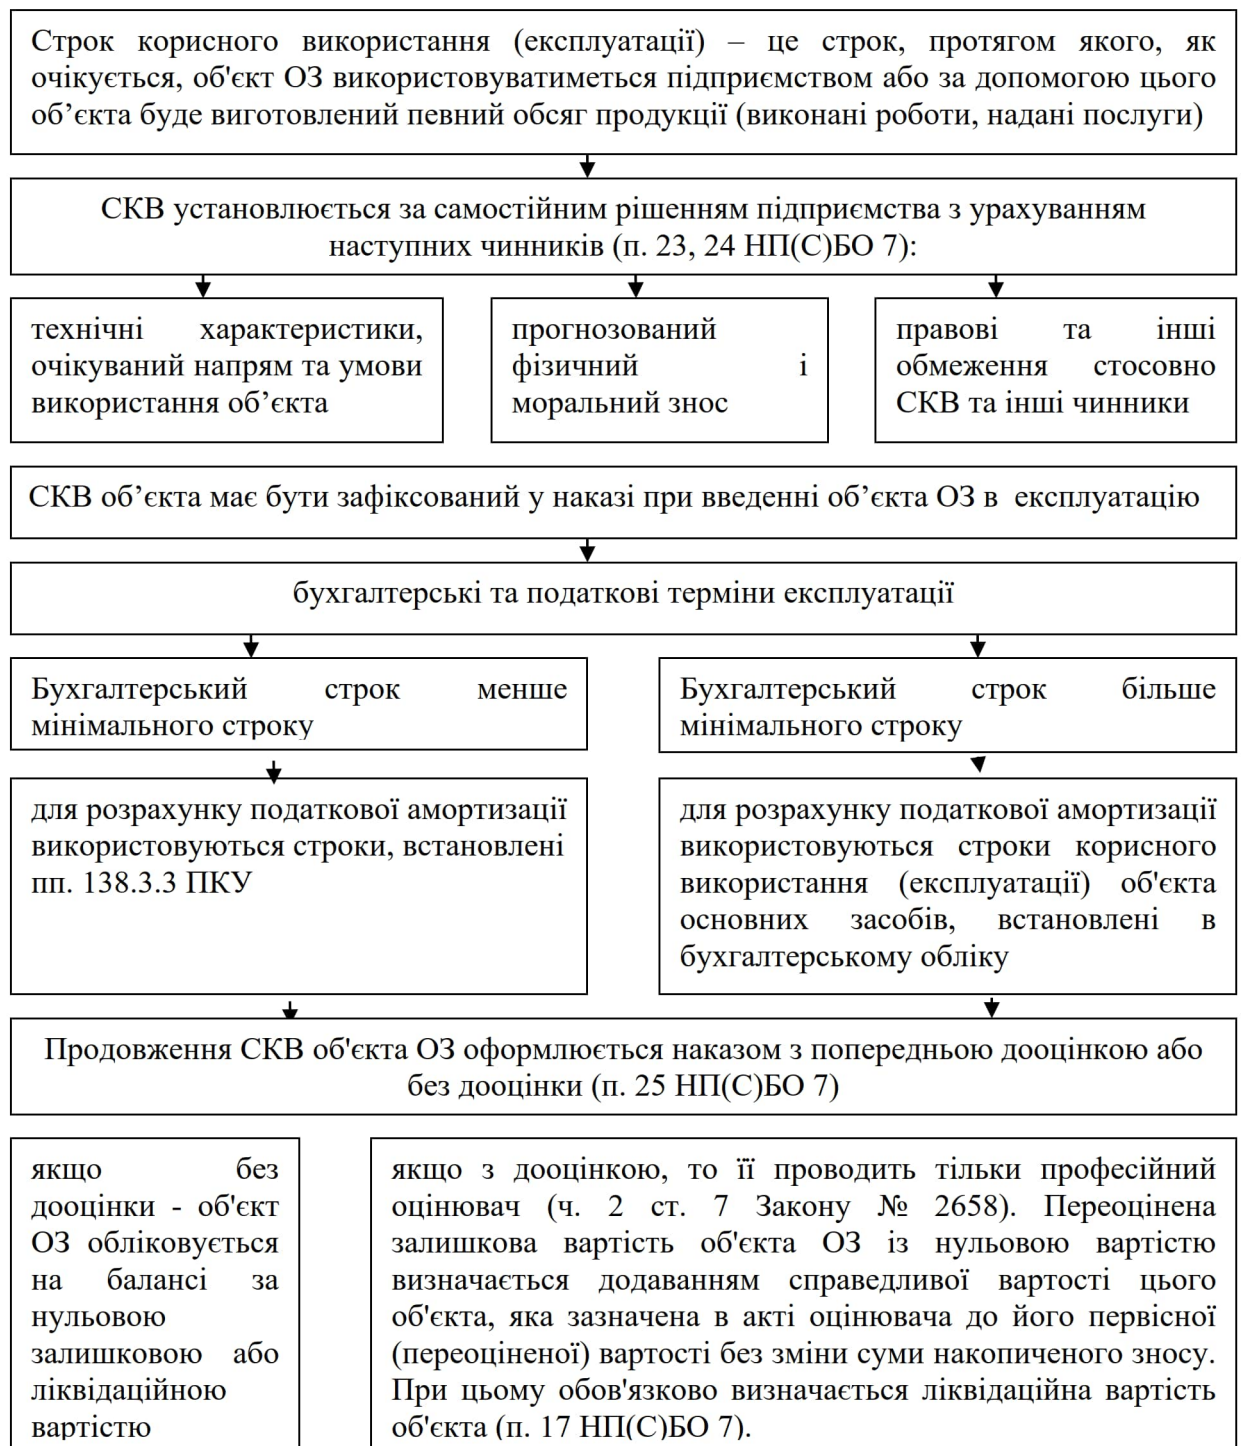 Строк корисного використання (експлуатації) – це строк, протягом якого, як
очікується, об'єкт ОЗ використовуватиметься підприємством або за допомогою цього
об’єкта буде виготовлений певний обсяг продукції (виконані роботи, надані послуги)
СКВ установлюється за самостійним рішенням підприємства з урахуванням
наступних чинників (п. 23, 24 НП(С)БО 7):
технічні характеристики,
очікуваний напрям та умови
використання об’єкта
прогнозований
фізичний і
моральний знос
правові та інші
обмеження стосовно
СКВ та інші чинники
СКВ об’єкта має бути зафіксований у наказі при введенні об’єкта ОЗ в експлуатацію
бухгалтерські та податкові терміни експлуатації
Бухгалтерський строк менше
мінімального строку
Бухгалтерський строк більше
мінімального строку
для розрахунку податкової амортизації
використовуються строки, встановлені
пп. 138.3.3 ПКУ
для розрахунку податкової амортизації
використовуються строки корисного
використання (експлуатації) об'єкта
основних засобів, встановлені в
бухгалтерському обліку
Продовження СКВ об'єкта ОЗ оформлюється наказом з попередньою дооцінкою або
без дооцінки (п. 25 НП(С)БО 7)
якщо без
дооцінки - об'єкт
ОЗ обліковується
на балансі за
нульовою
залишковою або
ліквідаційною
вартістю
якщо з дооцінкою, то її проводить тільки професійний
оцінювач (ч. 2 ст. 7 Закону № 2658). Переоцінена
залишкова вартість об'єкта ОЗ із нульовою вартістю
визначається додаванням справедливої вартості цього
об'єкта, яка зазначена в акті оцінювача до його первісної
(переоціненої) вартості без зміни суми накопиченого зносу.
При цьому обов'язково визначається ліквідаційна вартість
об'єкта (п. 17 НП(С)БО 7).